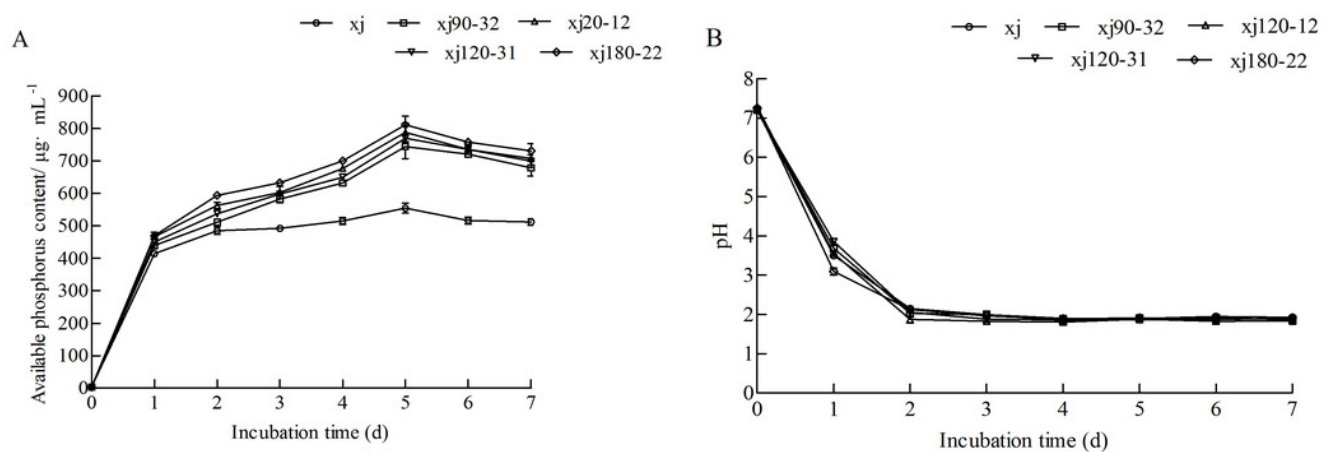 A
xj xj90-32 xj20-12
xj120-31 xj180-22
Available phosphorus content/ μg· mL⁻¹
900
800
700
600
500
400
300
200
100
0
0 1 2 3 4 5 6 7
Incubation time (d)
B
xj xj90-32 xj120-12
xj120-31 xj180-22
pH
8
7
6
5
4
3
2
1
0
0 1 2 3 4 5 6 7
Incubation time (d)